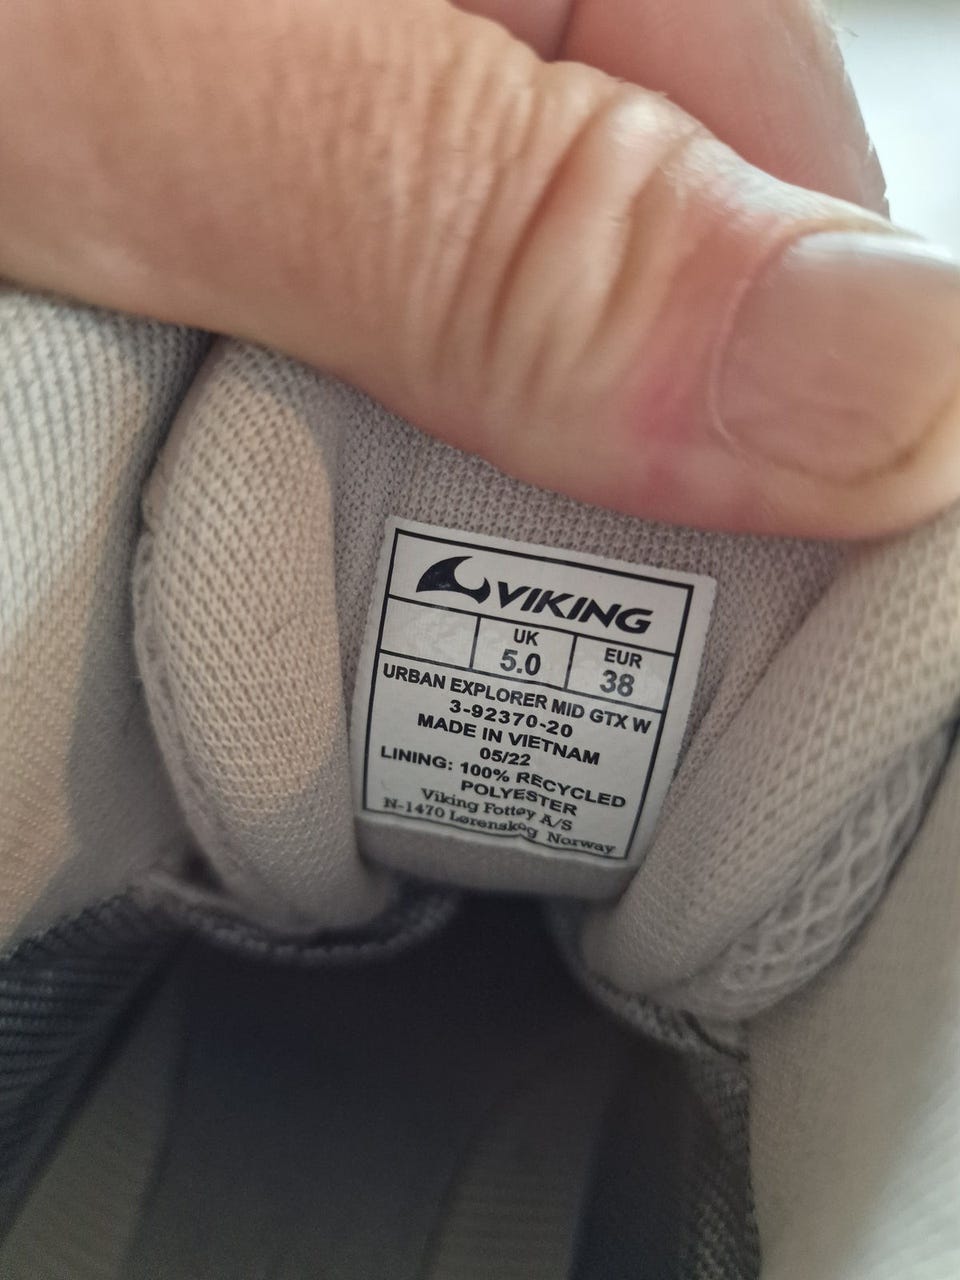 VIKING
UK
5.0
EUR
38
URBAN EXPLORER MID GTX W
3-92370-20
MADE IN VIETNAM
05/22
LINING: 100% RECYCLED
POLYESTER
Viking Fottøy A/S
N-1470 Lørenskog Norway